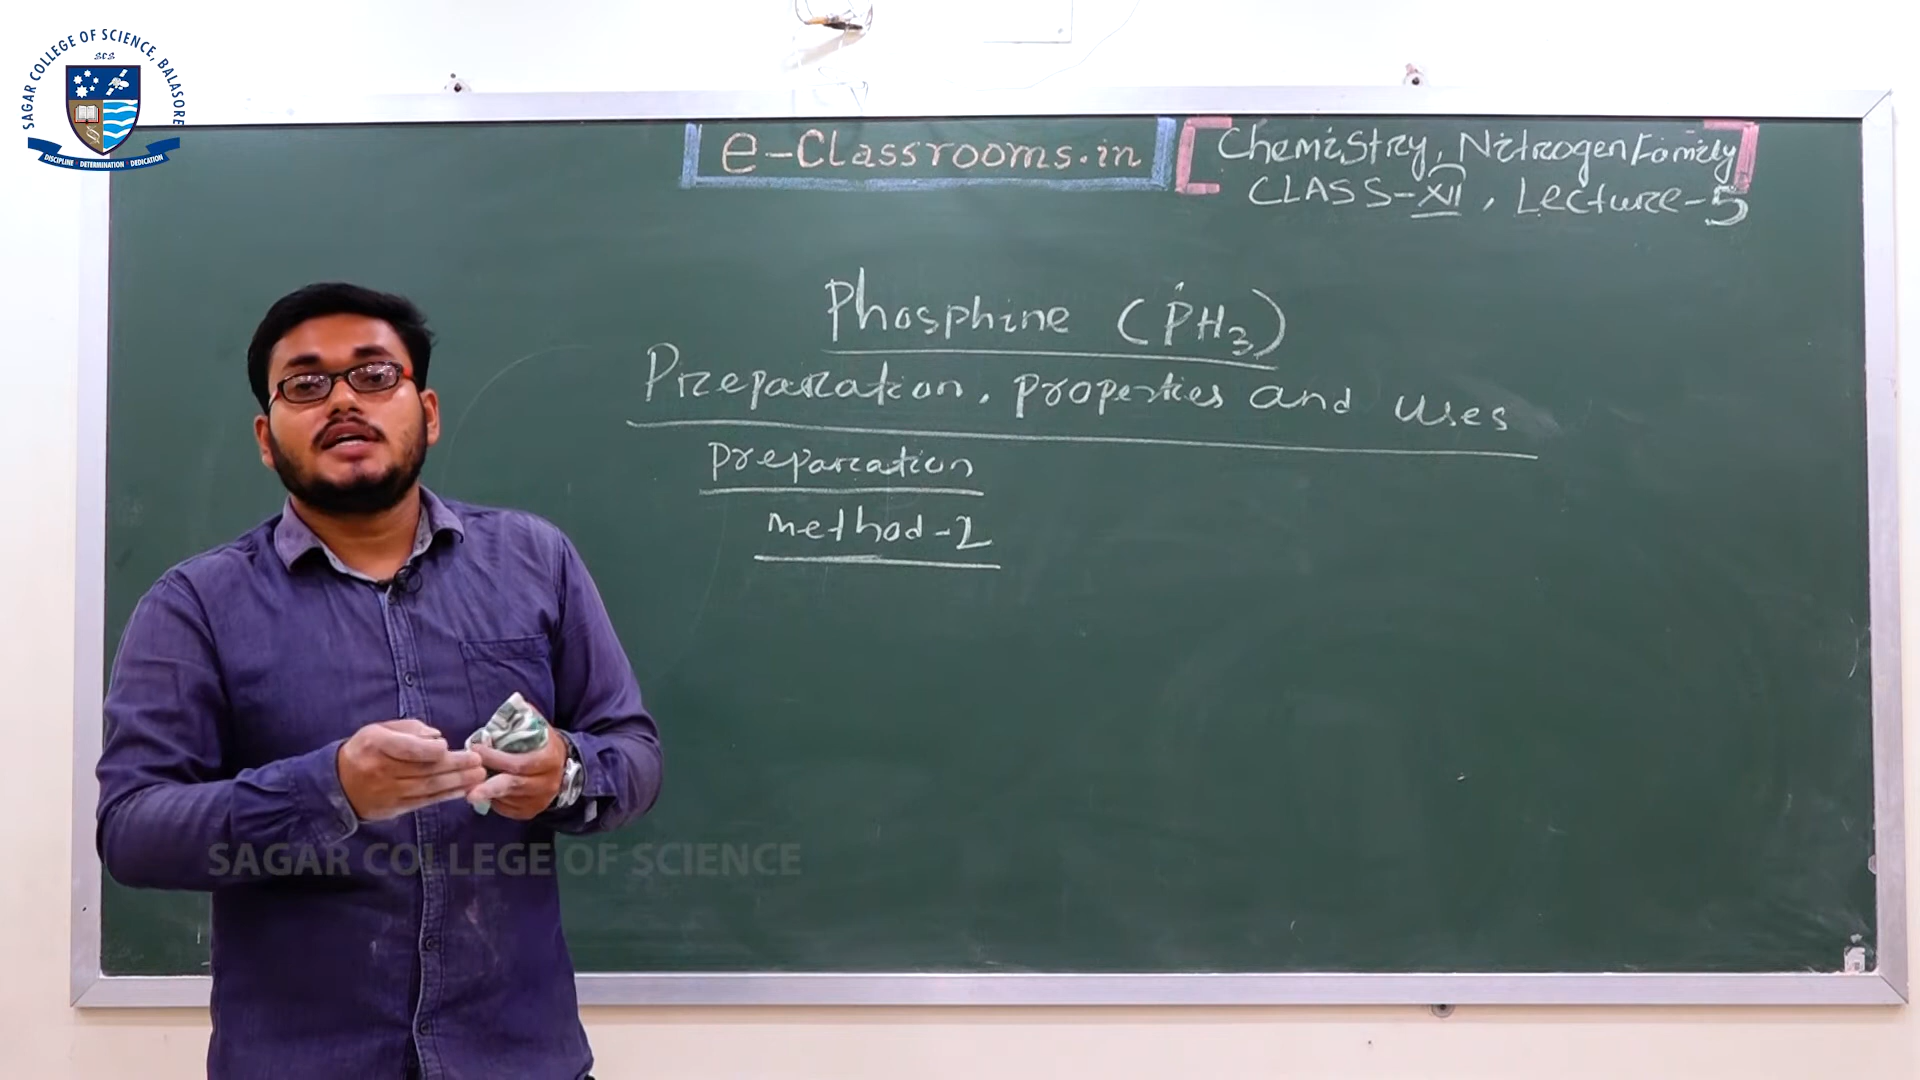 SAGAR COLLEGE OF SCIENCE, BALASORE
SCS
DISCIPLINE DETERMINATION DEDICATION
e-Classrooms.in
Chemistry, Nitrogen Family
CLASS-XII, Lecture-5
Phosphine (PH3)
Preparation, properties and uses
preparation
method-2
SAGAR COLLEGE OF SCIENCE